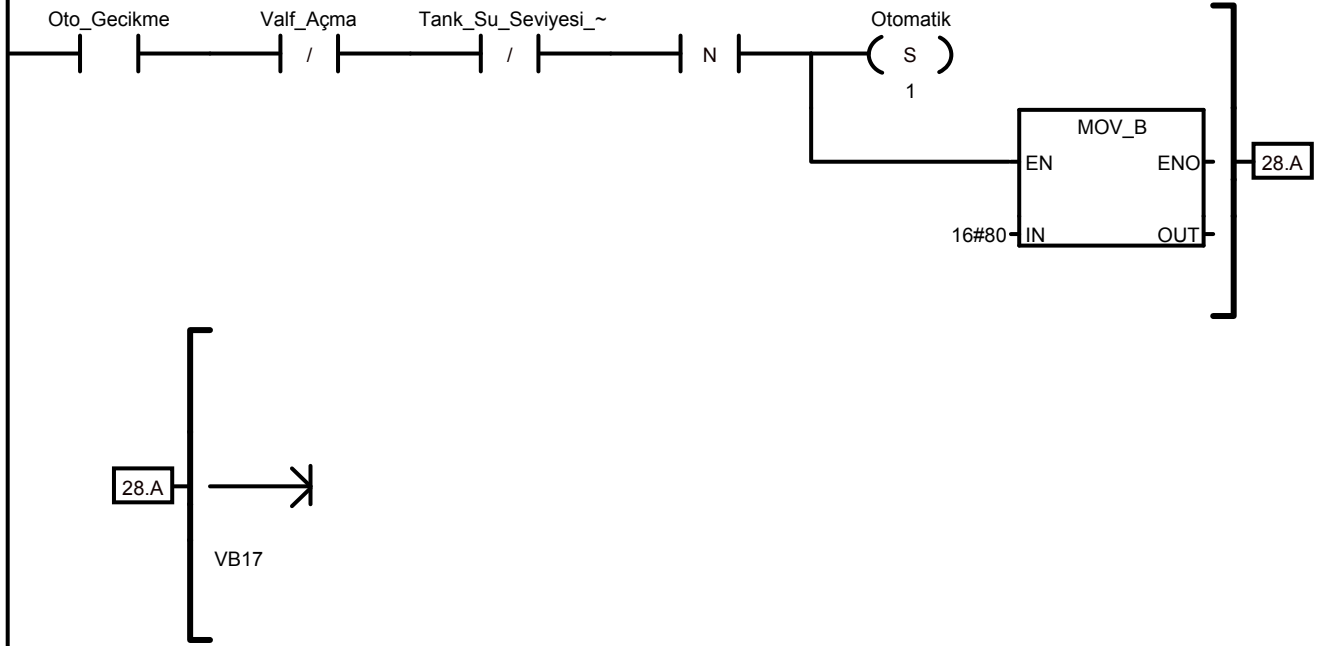 Oto_Gecikme Valf_Açma Tank_Su_Seviyesi_~ Otomatik
/ / N S
1
MOV_B
EN ENO 28.A
16#80 IN OUT
28.A
VB17